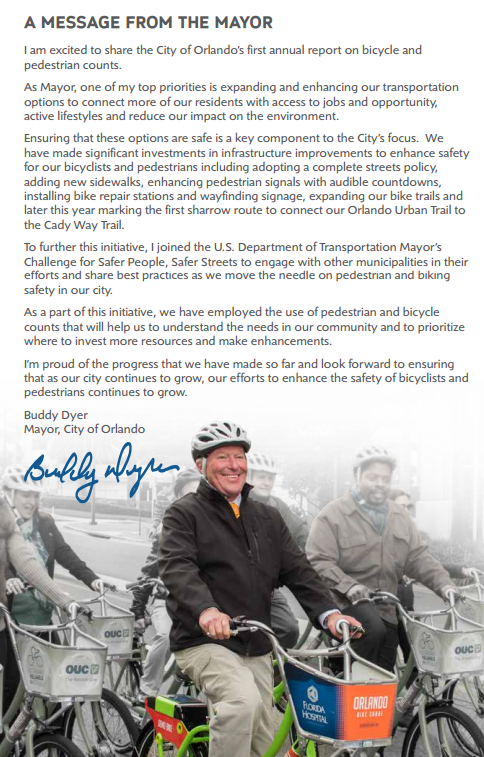 A MESSAGE FROM THE MAYOR
I am excited to share the City of Orlando's first annual report on bicycle and
pedestrian counts.
As Mayor, one of my top priorities is expanding and enhancing our transportation
options to connect more of our residents with access to jobs and opportunity,
active lifestyles and reduce our impact on the environment.
Ensuring that these options are safe is a key component to the City's focus.  We
have made significant investments in infrastructure improvements to enhance safety
for our bicyclists and pedestrians including adopting a complete streets policy,
adding new sidewalks, enhancing pedestrian signals with audible countdowns,
installing bike repair stations and wayfinding signage, expanding our bike trails and
later this year marking the first sharrow route to connect our Orlando Urban Trail to
the Cady Way Trail.
To further this initiative, I joined the U.S. Department of Transportation Mayor's
Challenge for Safer People, Safer Streets to engage with other municipalities in their
efforts and share best practices as we move the needle on pedestrian and biking
safety in our city.
As a part of this initiative, we have employed the use of pedestrian and bicycle
counts that will help us to understand the needs in our community and to prioritize
where to invest more resources and make enhancements.
I'm proud of the progress that we have made so far and look forward to ensuring
that as our city continues to grow, our efforts to enhance the safety of bicyclists and
pedestrians continues to grow.
Buddy Dyer
Mayor, City of Orlando
Buddy Dyer
OUC
OUC
OUC
FLORIDA
HOSPITAL
ORLANDO
BIKE SHARE